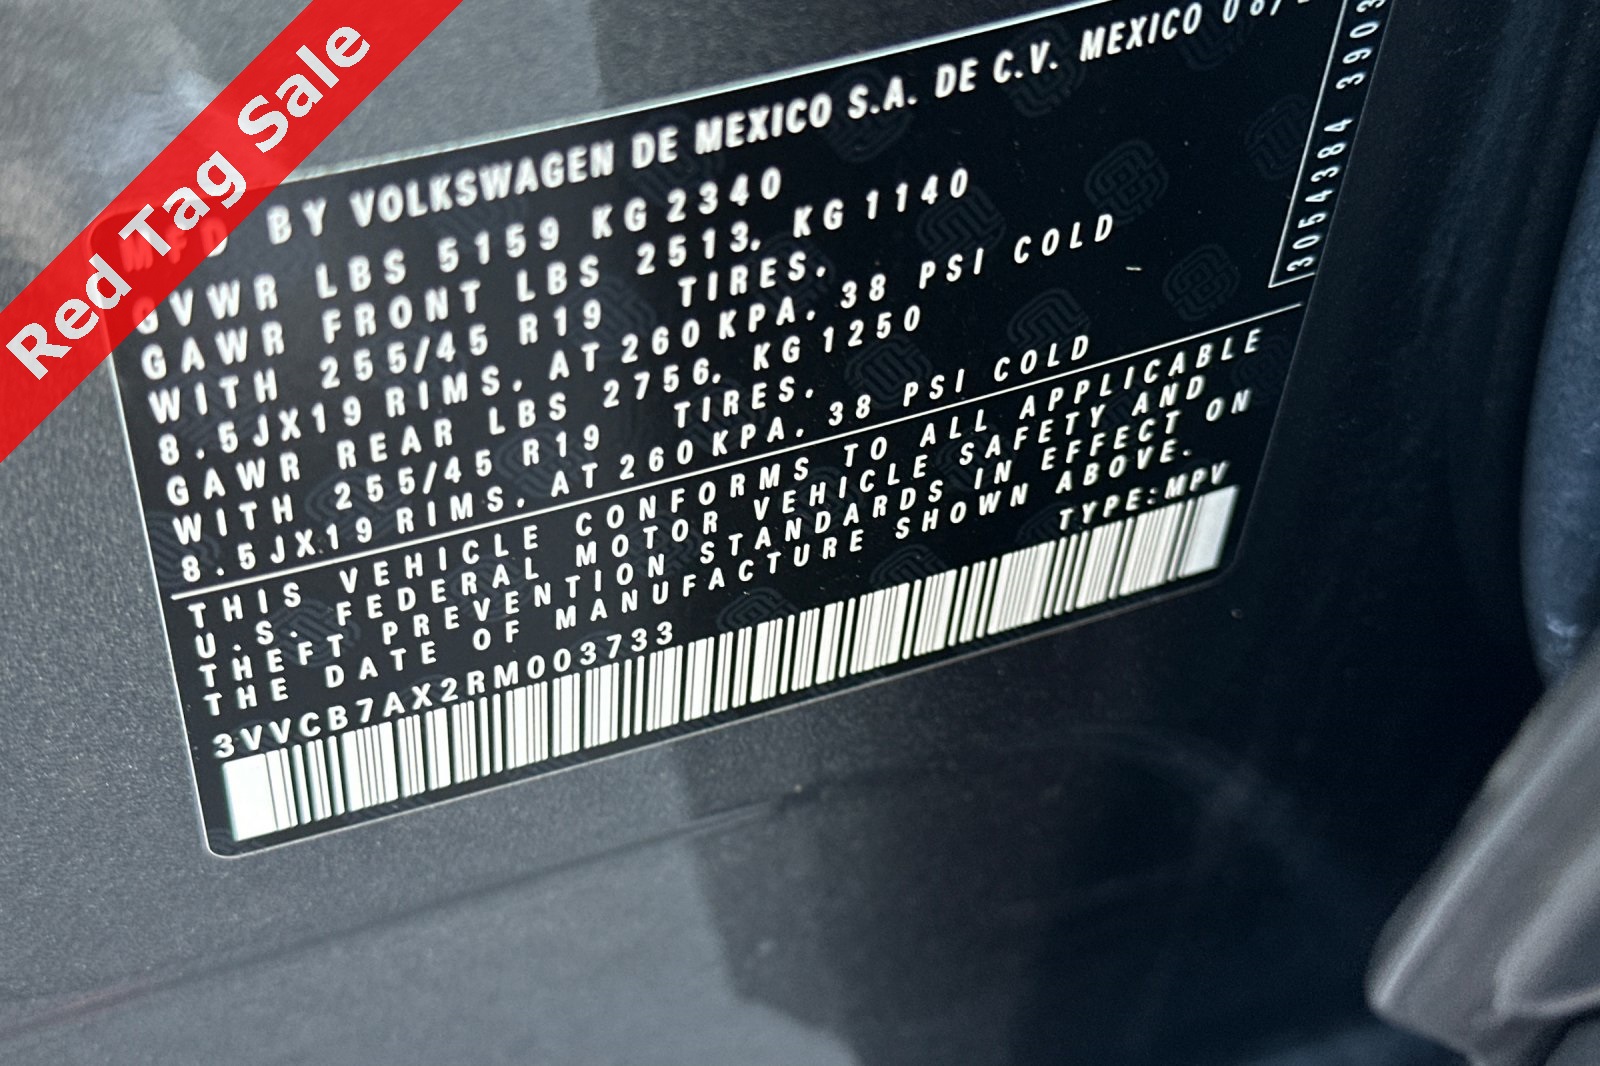 Red Tag Sale
MFD BY VOLKSWAGEN DE MEXICO S.A. DE C.V. MEXICO
GVWR LBS 5159 KG 2340
GAWR FRONT LBS 2513. KG 1140
WITH 255/45 R19 TIRES.
8.5JX19 RIMS. AT 260 KPA. 38 PSI COLD
GAWR REAR LBS 2756. KG 1250
WITH 255/45 R19 TIRES.
8.5JX19 RIMS. AT 260 KPA. 38 PSI COLD
THIS VEHICLE CONFORMS TO ALL APPLICABLE
U.S. FEDERAL MOTOR VEHICLE SAFETY AND
THEFT PREVENTION STANDARDS IN EFFECT ON
THE DATE OF MANUFACTURE SHOWN ABOVE.
3VVCB7AX2RM003733 TYPE:MPV
3054384 3903